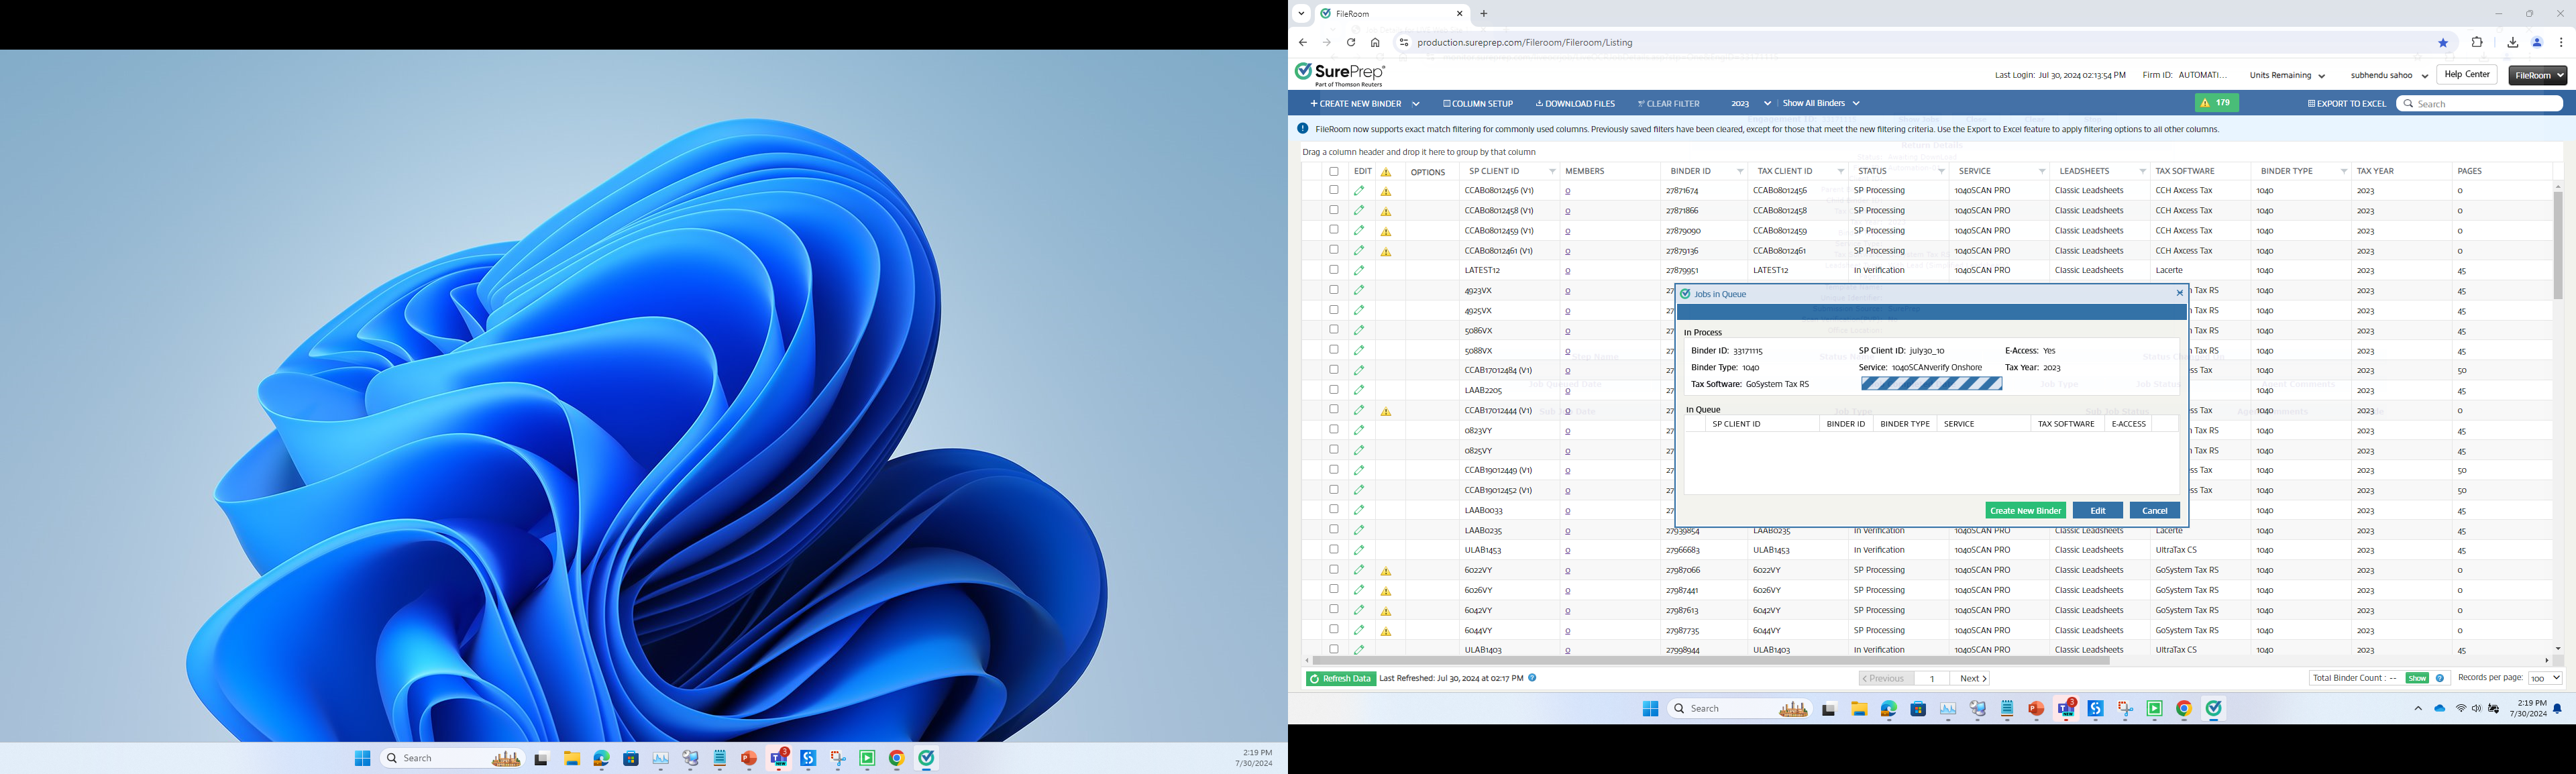 FileRoom
production.sureprep.com/Fileroom/Fileroom/Listing
SurePrep
Part of Thomson Reuters
Last Login: Jul 30, 2024 02:13:54 PM Firm ID: AUTOMATI... Units Remaining subhendu sahoo Help Center FileRoom
CREATE NEW BINDER COLUMN SETUP DOWNLOAD FILES CLEAR FILTER 2023 Show All Binders 179 EXPORT TO EXCEL Search
FileRoom now supports exact match filtering for commonly used columns. Previously saved filters have been cleared, except for those that meet the new filtering criteria. Use the Export to Excel feature to apply filtering options to all other columns.
Drag a column header and drop it here to group by that column
EDIT OPTIONS SP CLIENT ID MEMBERS BINDER ID TAX CLIENT ID STATUS SERVICE LEADSHEETS TAX SOFTWARE BINDER TYPE TAX YEAR PAGES
CCAB08012456 (V1) 0 27871674 CCAB08012456 SP Processing 1040SCAN PRO Classic Leadsheets CCH Axcess Tax 1040 2023 0
CCAB08012458 (V1) 0 27871866 CCAB08012458 SP Processing 1040SCAN PRO Classic Leadsheets CCH Axcess Tax 1040 2023 0
CCAB08012459 (V1) 0 27879090 CCAB08012459 SP Processing 1040SCAN PRO Classic Leadsheets CCH Axcess Tax 1040 2023 0
CCAB08012461 (V1) 0 27879136 CCAB08012461 SP Processing 1040SCAN PRO Classic Leadsheets CCH Axcess Tax 1040 2023 0
LATEST12 0 27879951 LATEST12 In Verification 1040SCAN PRO Classic Leadsheets Lacerte 1040 2023 45
4923VX 0 27 Tax RS 1040 2023 45
4925VX 0 27 Tax RS 1040 2023 45
5086VX 0 27 Tax RS 1040 2023 45
5088VX 0 27 Tax RS 1040 2023 45
CCAB17012484 (V1) 0 27 ss Tax 1040 2023 50
LAAB2205 0 27 1040 2023 45
CCAB17012444 (V1) 0 27 ss Tax 1040 2023 0
0823VY 0 27 Tax RS 1040 2023 45
0825VY 0 27 Tax RS 1040 2023 45
CCAB19012449 (V1) 0 27 ss Tax 1040 2023 50
CCAB19012452 (V1) 0 27 ss Tax 1040 2023 50
LAAB0033 0 27 1040 2023 45
LAAB0235 0 27939854 LAAB0235 In Verification 1040SCAN PRO Classic Leadsheets Lacerte 1040 2023 45
ULAB1453 0 27966683 ULAB1453 In Verification 1040SCAN PRO Classic Leadsheets UltraTax CS 1040 2023 45
6022VY 0 27987066 6022VY SP Processing 1040SCAN PRO Classic Leadsheets GoSystem Tax RS 1040 2023 0
6026VY 0 27987441 6026VY SP Processing 1040SCAN PRO Classic Leadsheets GoSystem Tax RS 1040 2023 0
6042VY 0 27987613 6042VY SP Processing 1040SCAN PRO Classic Leadsheets GoSystem Tax RS 1040 2023 0
6044VY 0 27987735 6044VY SP Processing 1040SCAN PRO Classic Leadsheets GoSystem Tax RS 1040 2023 0
ULAB1403 0 27998944 ULAB1403 In Verification 1040SCAN PRO Classic Leadsheets UltraTax CS 1040 2023 45
Jobs in Queue
In Process
Binder ID: 33171115 SP Client ID: july30_10 E-Access: Yes
Binder Type: 1040 Service: 1040SCANverify Onshore Tax Year: 2023
Tax Software: GoSystem Tax RS
In Queue
SP CLIENT ID BINDER ID BINDER TYPE SERVICE TAX SOFTWARE E-ACCESS
Create New Binder Edit Cancel
Refresh Data Last Refreshed: Jul 30, 2024 at 02:17 PM Previous 1 Next Total Binder Count : -- Show Records per page: 100
Search 3 2:19 PM
7/30/2024
Search 3 2:19 PM
7/30/2024